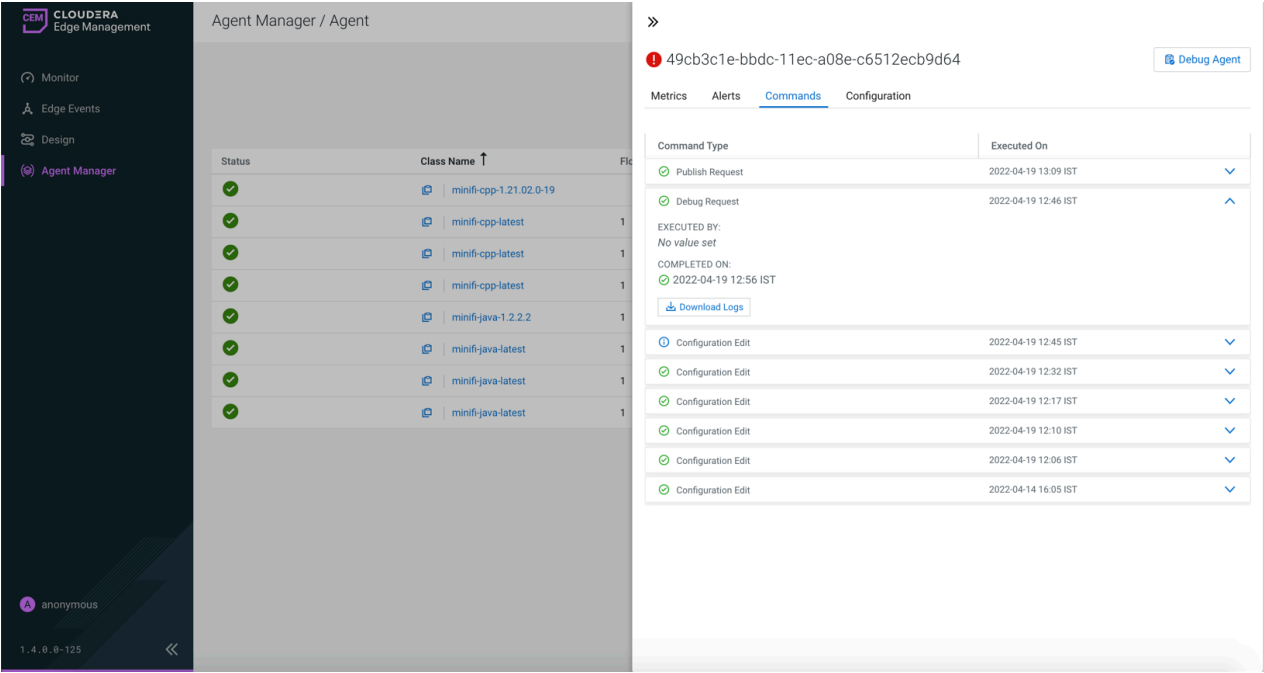 CEM CLOUDERA
Edge Management
Monitor
Edge Events
Design
Agent Manager
A anonymous
1.4.0.0-125
Agent Manager / Agent
Status Class Name Flo
minifi-cpp-1.21.02.0-19
minifi-cpp-latest 1
minifi-cpp-latest 1
minifi-cpp-latest 1
minifi-java-1.2.2.2 1
minifi-java-latest 1
minifi-java-latest 1
minifi-java-latest 1
49cb3c1e-bbdc-11ec-a08e-c6512ecb9d64 Debug Agent
Metrics Alerts Commands Configuration
Command Type Executed On
Publish Request 2022-04-19 13:09 IST
Debug Request 2022-04-19 12:46 IST
EXECUTED BY:
No value set
COMPLETED ON:
2022-04-19 12:56 IST
Download Logs
Configuration Edit 2022-04-19 12:45 IST
Configuration Edit 2022-04-19 12:32 IST
Configuration Edit 2022-04-19 12:17 IST
Configuration Edit 2022-04-19 12:10 IST
Configuration Edit 2022-04-19 12:06 IST
Configuration Edit 2022-04-14 16:05 IST